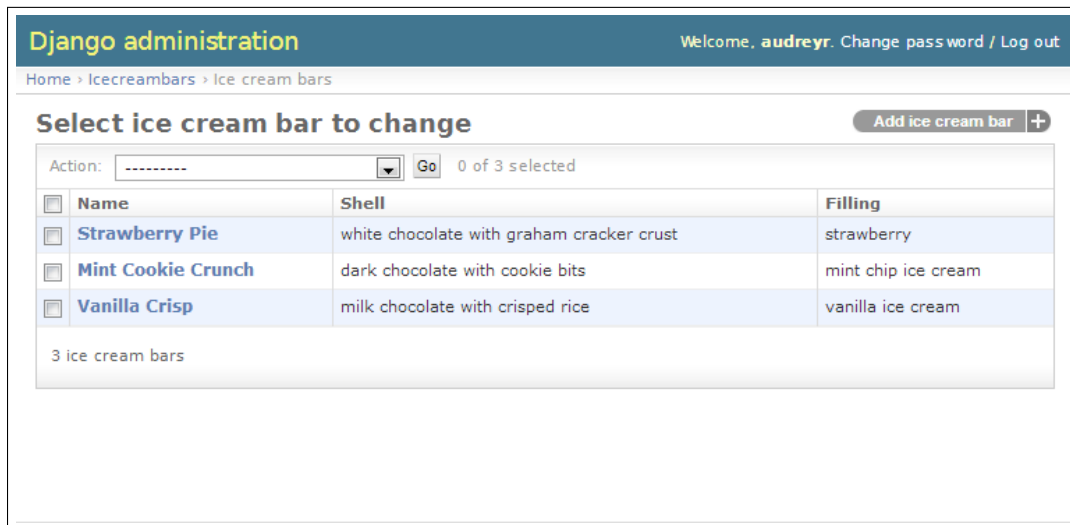 Django administration
Welcome, audreyr. Change password / Log out
Home › Icecreambars › Ice cream bars
Select ice cream bar to change
Add ice cream bar +
Action: --------- Go 0 of 3 selected
Name Shell Filling
Strawberry Pie white chocolate with graham cracker crust strawberry
Mint Cookie Crunch dark chocolate with cookie bits mint chip ice cream
Vanilla Crisp milk chocolate with crisped rice vanilla ice cream
3 ice cream bars